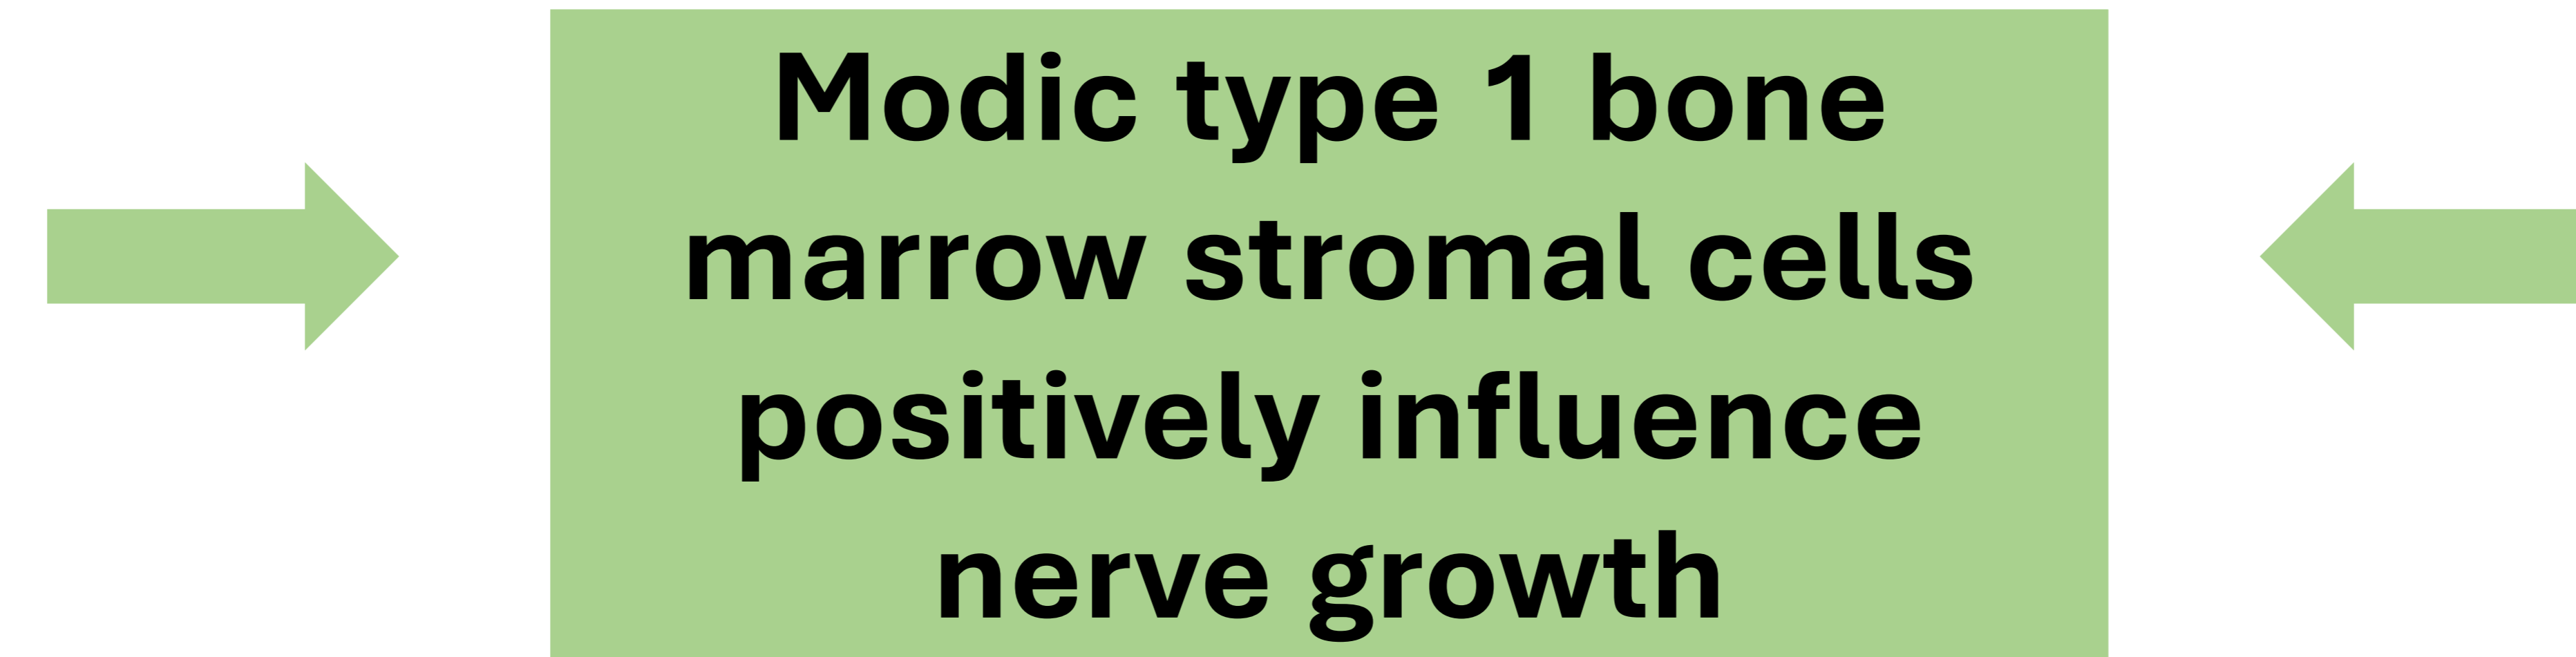 Modic type 1 bone
marrow stromal cells
positively influence
nerve growth